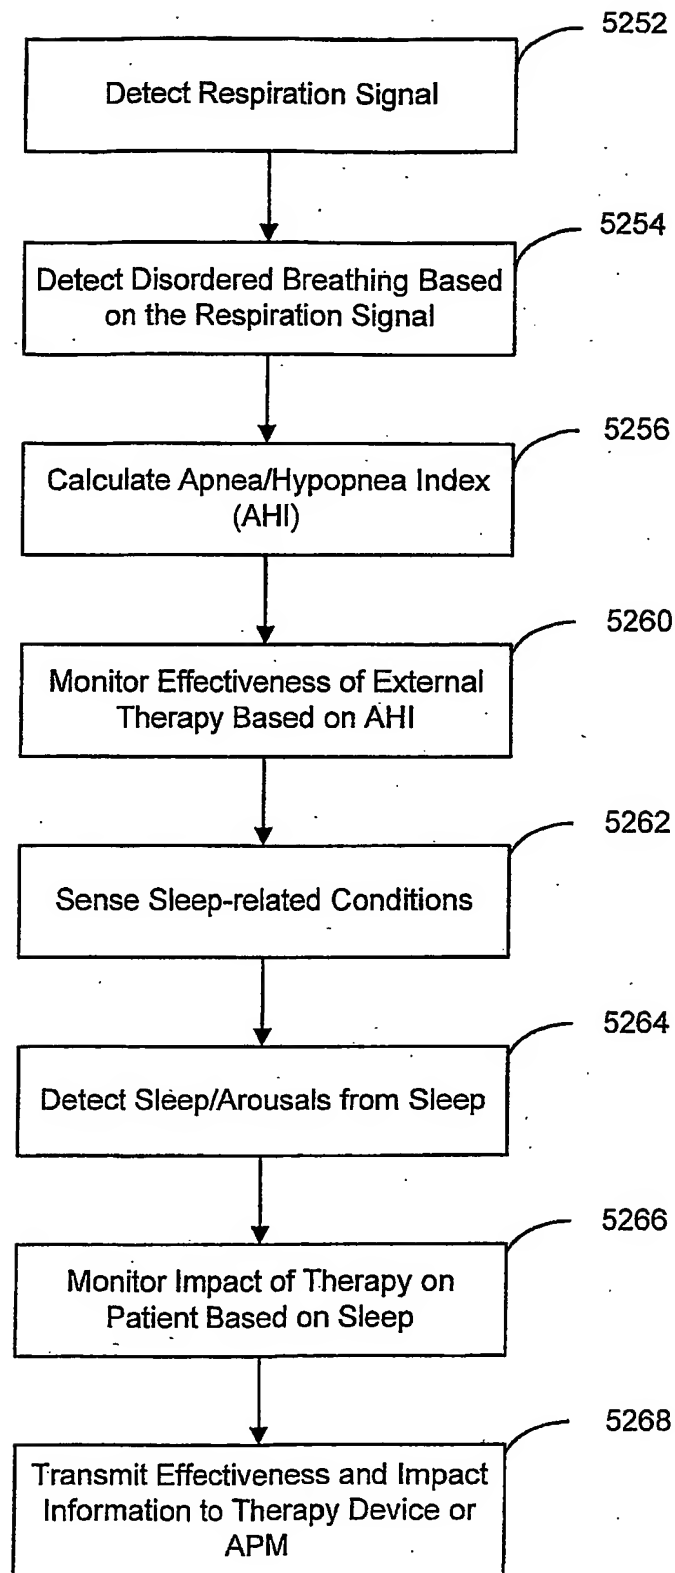 5252
Detect Respiration Signal
5254
Detect Disordered Breathing Based
on the Respiration Signal
5256
Calculate Apnea/Hypopnea Index
(AHI)
5260
Monitor Effectiveness of External
Therapy Based on AHI
5262
Sense Sleep-related Conditions
5264
Detect Sleep/Arousals from Sleep
5266
Monitor Impact of Therapy on
Patient Based on Sleep
5268
Transmit Effectiveness and Impact
Information to Therapy Device or
APM